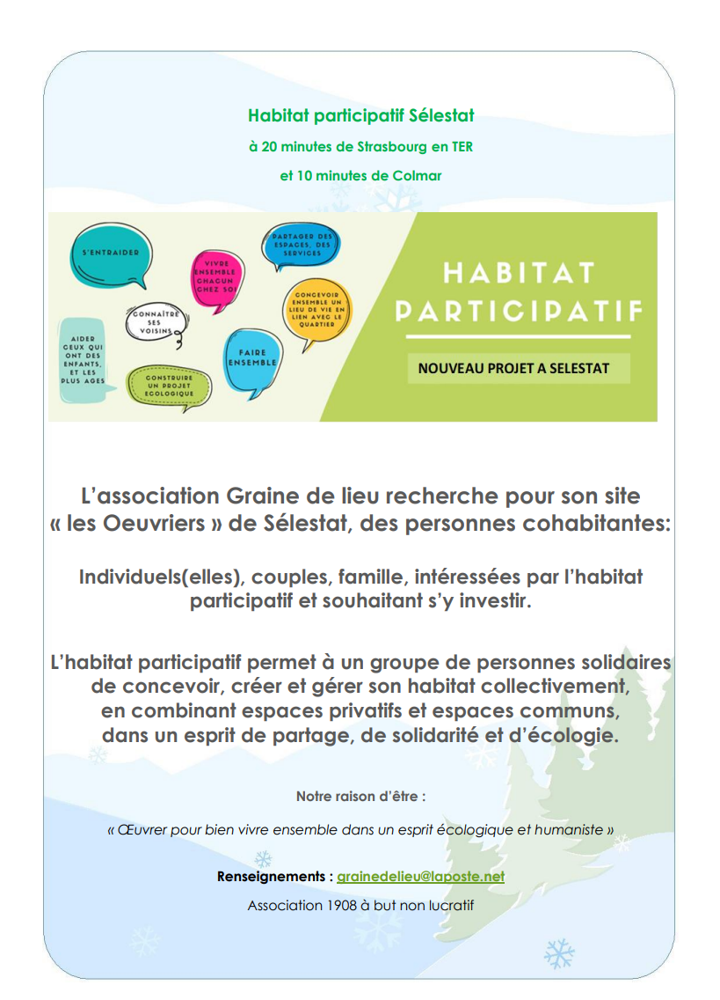 Habitat participatif Sélestat
à 20 minutes de Strasbourg en TER
et 10 minutes de Colmar
S'ENTRAIDER
VIVRE
ENSEMBLE
CHACUN
CHEZ SOI
PARTAGER DES
ESPACES, DES
SERVICES
CONNAÎTRE
SES
VOISINS
CONCEVOIR
ENSEMBLE UN
LIEU DE VIE EN
LIEN AVEC LE
QUARTIER
AIDER
CEUX QUI
ONT DES
ENFANTS,
ET LES
PLUS AGES
CONSTRUIRE
UN PROJET
ECOLOGIQUE
FAIRE
ENSEMBLE
HABITAT
PARTICIPATIF
NOUVEAU PROJET A SELESTAT
L'association Graine de lieu recherche pour son site
« les Oeuvriers » de Sélestat, des personnes cohabitantes:
Individuels(elles), couples, famille, intéressées par l'habitat
participatif et souhaitant s'y investir.
L'habitat participatif permet à un groupe de personnes solidaires
de concevoir, créer et gérer son habitat collectivement,
en combinant espaces privatifs et espaces communs,
dans un esprit de partage, de solidarité et d'écologie.
Notre raison d'être :
« Œuvrer pour bien vivre ensemble dans un esprit écologique et humaniste »
Renseignements : grainedelieu@laposte.net
Association 1908 à but non lucratif